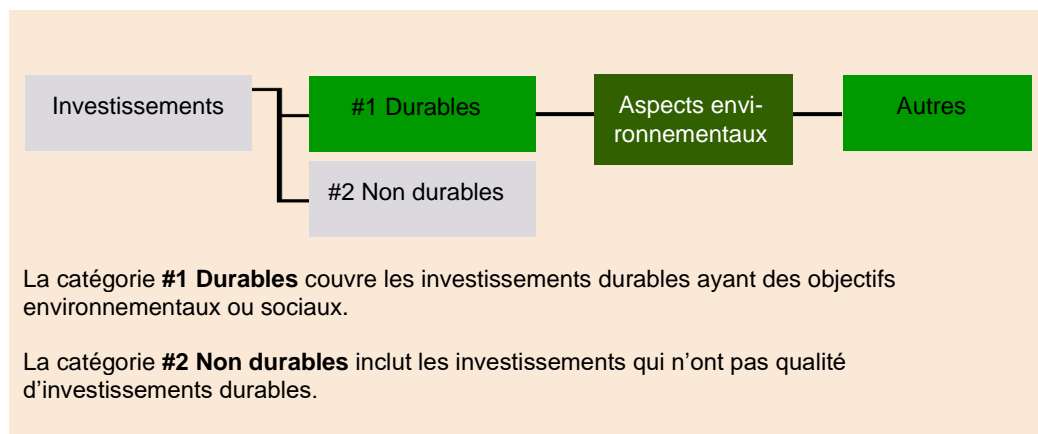 Investissements
#1 Durables
Aspects envi-
ronnementaux
Autres
#2 Non durables
La catégorie #1 Durables couvre les investissements durables ayant des objectifs
environnementaux ou sociaux.
La catégorie #2 Non durables inclut les investissements qui n’ont pas qualité
d’investissements durables.